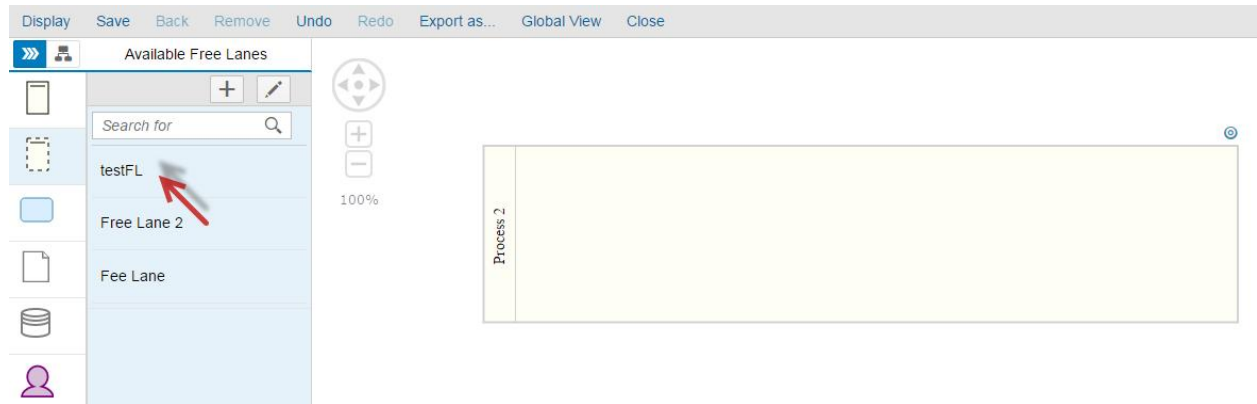 Display Save Back Remove Undo Redo Export as... Global View Close
Available Free Lanes
Search for
testFL
Free Lane 2
Fee Lane
100%
Process 2